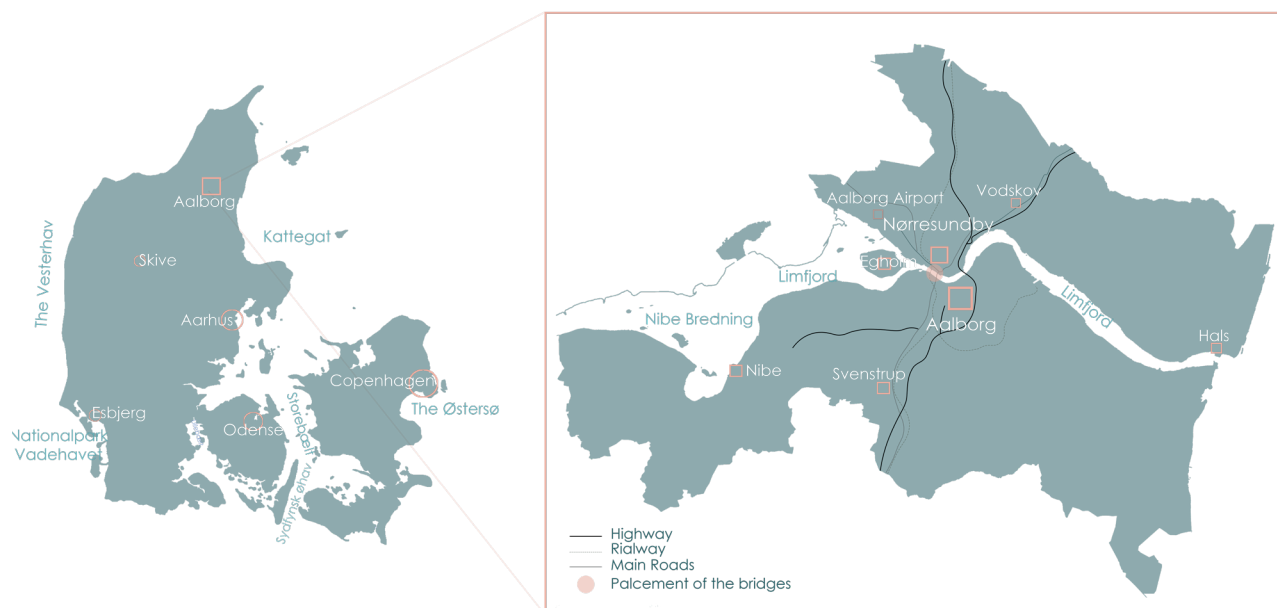 Aalborg
Kattegat
The Vesterhav
Skive
Aarhus
Copenhagen
The Østersø
Esbjerg
Odense
Storebælt
Nationalpark
Vadehavet
Sydfynsk øhav
Vodskov
Aalborg Airport
Nørresundby
Egholm
Limfjord
Limfjord
Nibe Bredning
Aalborg
Hals
Nibe
Svenstrup
Highway
Rialway
Main Roads
Palcement of the bridges